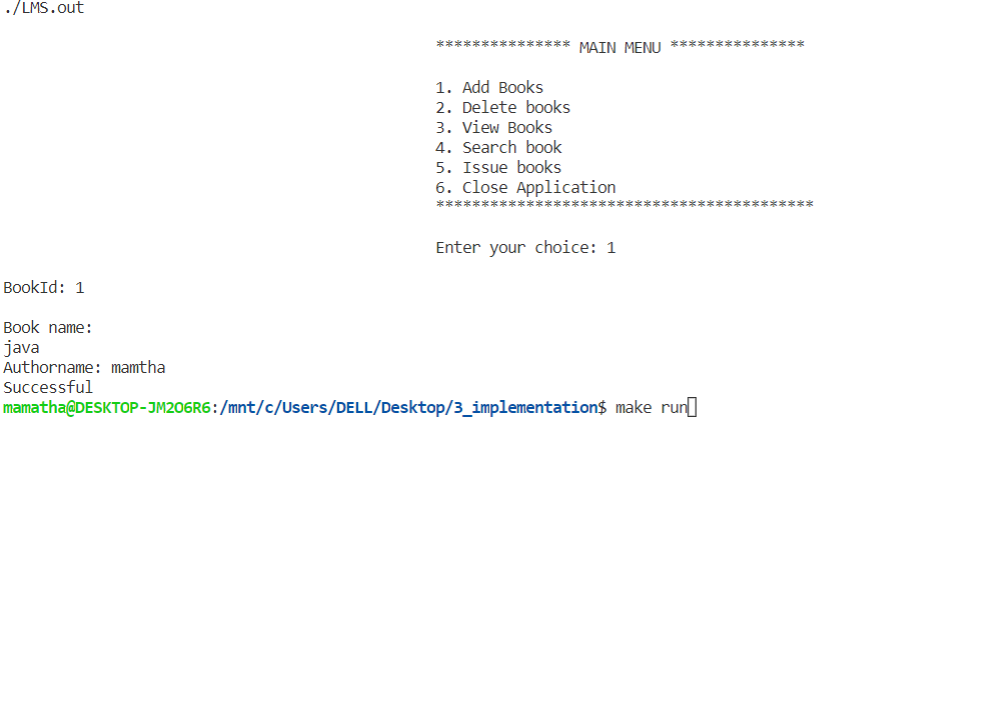 ./LMS.out
*************** MAIN MENU ***************
1. Add Books
2. Delete books
3. View Books
4. Search book
5. Issue books
6. Close Application
******************************************
Enter your choice: 1
BookId: 1
Book name:
java
Authorname: mamtha
Successful
mamatha@DESKTOP-JM2O6R6:/mnt/c/Users/DELL/Desktop/3_implementation$ make run